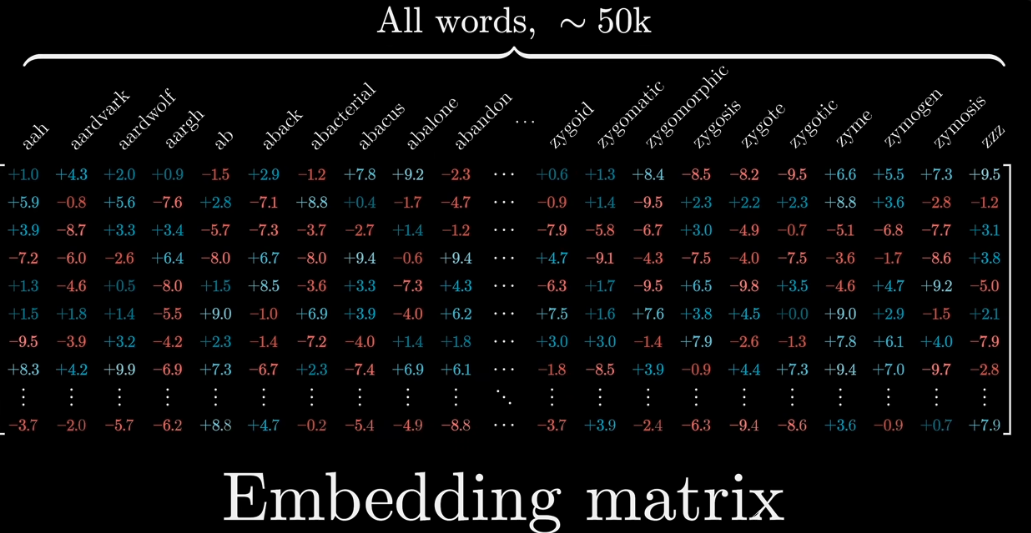 All words, ~ 50k
aah aardvark aardwolf aargh ab aback abacterial abacus abalone abandon ... zygoid zygomatic zygomorphic zygosis zygote zygotic zyme zymogen zymosis zzz
+1.0 +4.3 +2.0 +0.9 −1.5 +2.9 −1.2 +7.8 +9.2 −2.3 ⋯ +0.6 +1.3 +8.4 −8.5 −8.2 −9.5 +6.6 +5.5 +7.3 +9.5
+5.9 −0.8 +5.6 −7.6 +2.8 −7.1 +8.8 +0.4 −1.7 −4.7 ⋯ −0.9 +1.4 −9.5 +2.3 +2.2 +2.3 +8.8 +3.6 −2.8 −1.2
+3.9 −8.7 +3.3 +3.4 −5.7 −7.3 −3.7 −2.7 +1.4 −1.2 ⋯ −7.9 −5.8 −6.7 +3.0 −4.9 −0.7 −5.1 −6.8 −7.7 +3.1
−7.2 −6.0 −2.6 +6.4 −8.0 +6.7 −8.0 +9.4 −0.6 +9.4 ⋯ +4.7 −9.1 −4.3 −7.5 −4.0 −7.5 −3.6 −1.7 −8.6 +3.8
+1.3 −4.6 +0.5 −8.0 +1.5 +8.5 −3.6 +3.3 −7.3 +4.3 ⋯ −6.3 +1.7 −9.5 +6.5 −9.8 +3.5 −4.6 +4.7 +9.2 −5.0
+1.5 +1.8 +1.4 −5.5 +9.0 −1.0 +6.9 +3.9 −4.0 +6.2 ⋯ +7.5 +1.6 +7.6 +3.8 +4.5 +0.0 +9.0 +2.9 −1.5 +2.1
−9.5 −3.9 +3.2 −4.2 +2.3 −1.4 −7.2 −4.0 +1.4 +1.8 ⋯ +3.0 +3.0 −1.4 +7.9 −2.6 −1.3 +7.8 +6.1 +4.0 −7.9
+8.3 +4.2 +9.9 −6.9 +7.3 −6.7 +2.3 −7.4 +6.9 +6.1 ⋯ −1.8 −8.5 +3.9 −0.9 +4.4 +7.3 +9.4 +7.0 −9.7 −2.8
⋮ ⋮ ⋮ ⋮ ⋮ ⋮ ⋮ ⋮ ⋮ ⋮ ⋱ ⋮ ⋮ ⋮ ⋮ ⋮ ⋮ ⋮ ⋮ ⋮ ⋮
−3.7 −2.0 −5.7 −6.2 +8.8 +4.7 −0.2 −5.4 −4.9 −8.8 ⋯ −3.7 +3.9 −2.4 −6.3 −9.4 −8.6 +3.6 −0.9 +0.7 +7.9
Embedding matrix